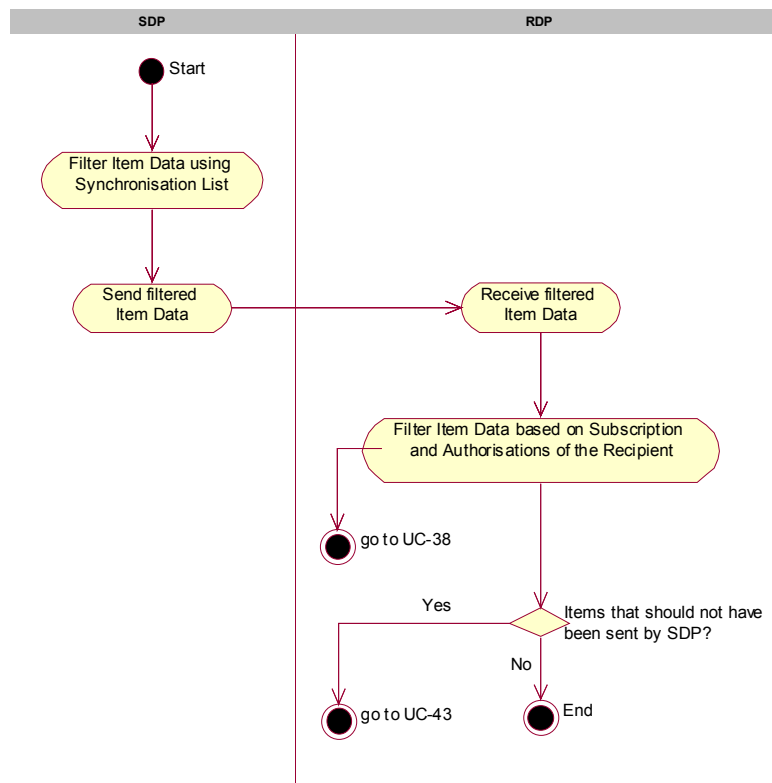 SDP
RDP
Start
Filter Item Data using
Synchronisation List
Send filtered
Item Data
Receive filtered
Item Data
Filter Item Data based on Subscription
and Authorisations of the Recipient
go to UC-38
Yes
Items that should not have
been sent by SDP?
No
go to UC-43
End